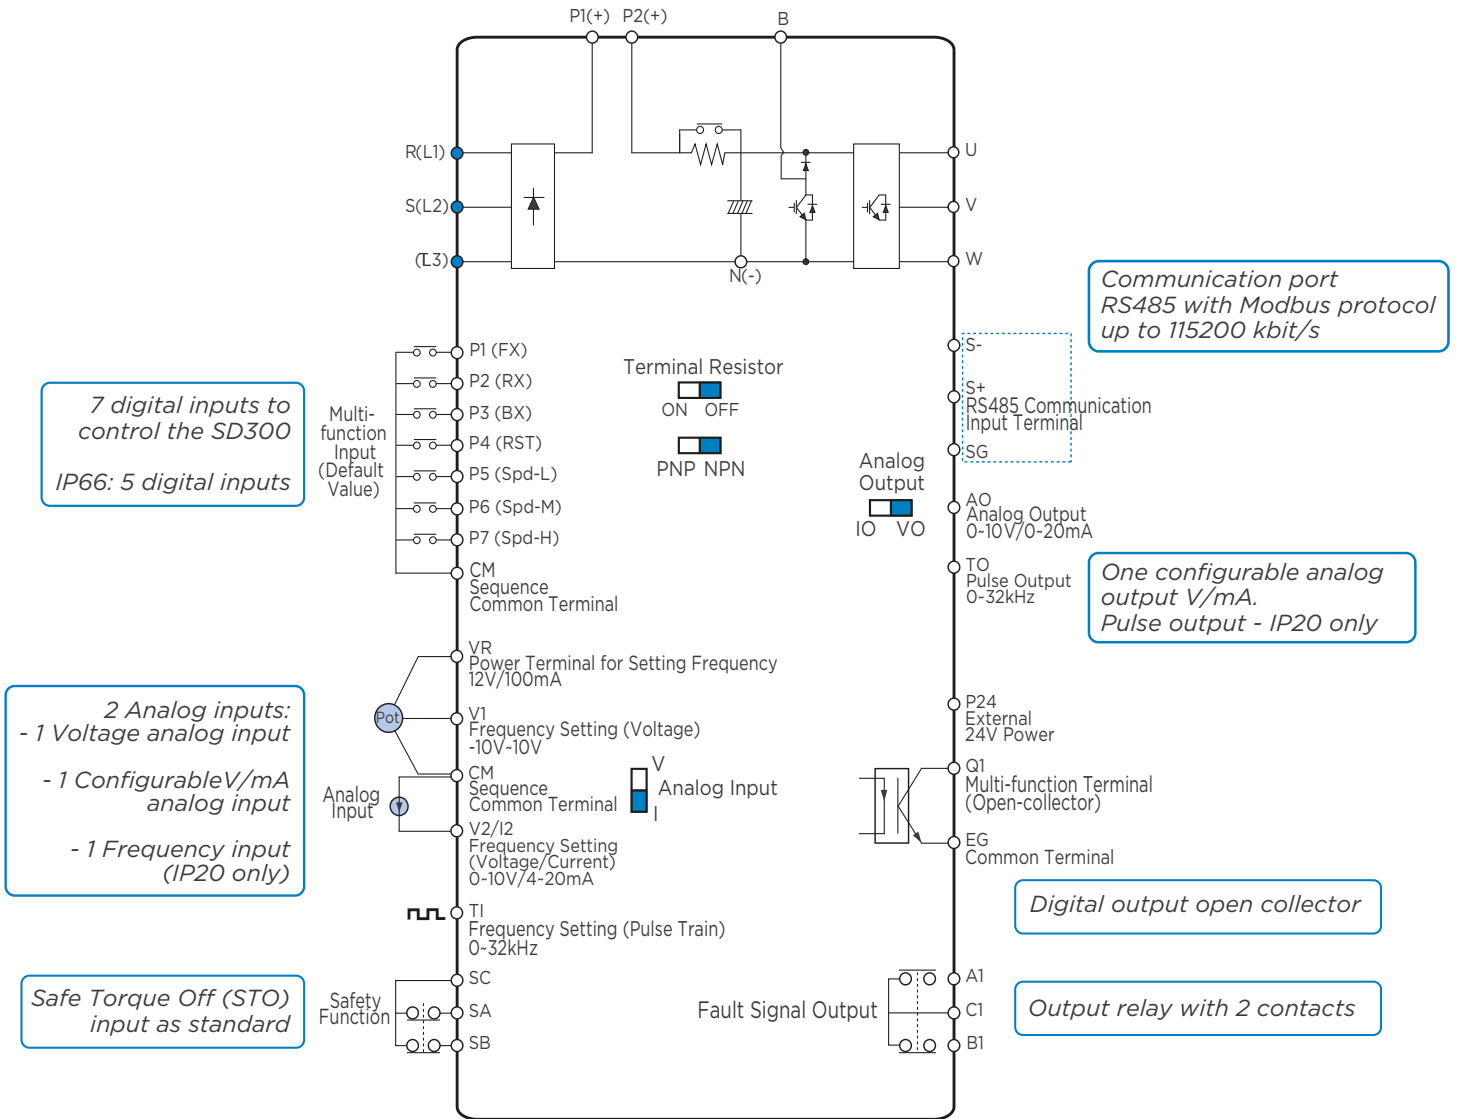 P1(+) P2(+) B
R(L1)
S(L2)
(T L3)
U
V
W
N(-)
Communication port
RS485 with Modbus protocol
up to 115200 kbit/s
7 digital inputs to
control the SD300
IP66: 5 digital inputs
Multi-
function
Input
(Default
Value)
P1 (FX)
P2 (RX)
P3 (BX)
P4 (RST)
P5 (Spd-L)
P6 (Spd-M)
P7 (Spd-H)
CM
Sequence
Common Terminal
Terminal Resistor
ON OFF
PNP NPN
Analog
Output
IO VO
S-
S+
RS485 Communication
Input Terminal
SG
AO
Analog Output
0~10V/0~20mA
TO
Pulse Output
0~32kHz
One configurable analog
output V/mA.
Pulse output - IP20 only
2 Analog inputs:
- 1 Voltage analog input
- 1 ConfigurableV/mA
analog input
- 1 Frequency input
(IP20 only)
Pot
Analog
Input
VR
Power Terminal for Setting Frequency
12V/100mA
V1
Frequency Setting (Voltage)
-10V~10V
CM
Sequence
Common Terminal
V2/I2
Frequency Setting
(Voltage/Current)
0~10V/4~20mA
TI
Frequency Setting (Pulse Train)
0~32kHz
V
Analog Input
I
P24
External
24V Power
Q1
Multi-function Terminal
(Open-collector)
EG
Common Terminal
Digital output open collector
Safe Torque Off (STO)
input as standard
Safety
Function
SC
SA
SB
Fault Signal Output
A1
C1
B1
Output relay with 2 contacts